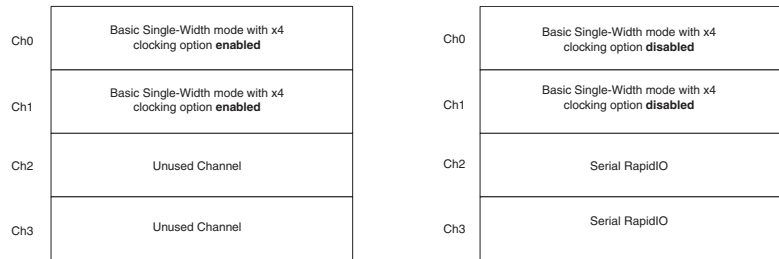 Ch0
Basic Single-Width mode with x4
clocking option enabled
Ch1
Basic Single-Width mode with x4
clocking option enabled
Ch2
Unused Channel
Ch3
Unused Channel
Ch0
Basic Single-Width mode with x4
clocking option disabled
Ch1
Basic Single-Width mode with x4
clocking option disabled
Ch2
Serial RapidIO
Ch3
Serial RapidIO